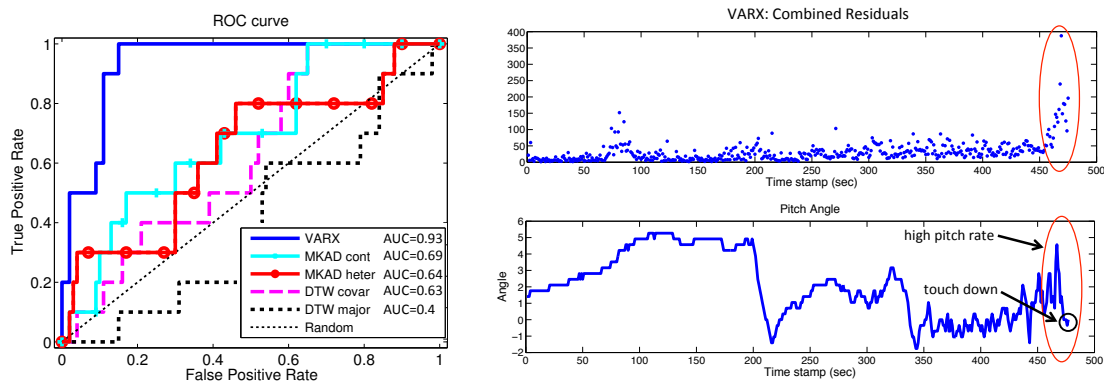 ROC curve
True Positive Rate
1
0.8
0.6
0.4
0.2
0
VARX AUC=0.93
MKAD cont AUC=0.69
MKAD heter AUC=0.64
DTW covar AUC=0.63
DTW major AUC=0.4
Random
0 0.2 0.4 0.6 0.8 1
False Positive Rate
VARX: Combined Residuals
400
350
300
250
200
150
100
50
0
0 50 100 150 200 250 300 350 400 450 500
Time stamp (sec)
Pitch Angle
Angle
6
5
4
3
2
1
0
−1
−2
high pitch rate
touch down
0 50 100 150 200 250 300 350 400 450 500
Time stamp (sec)